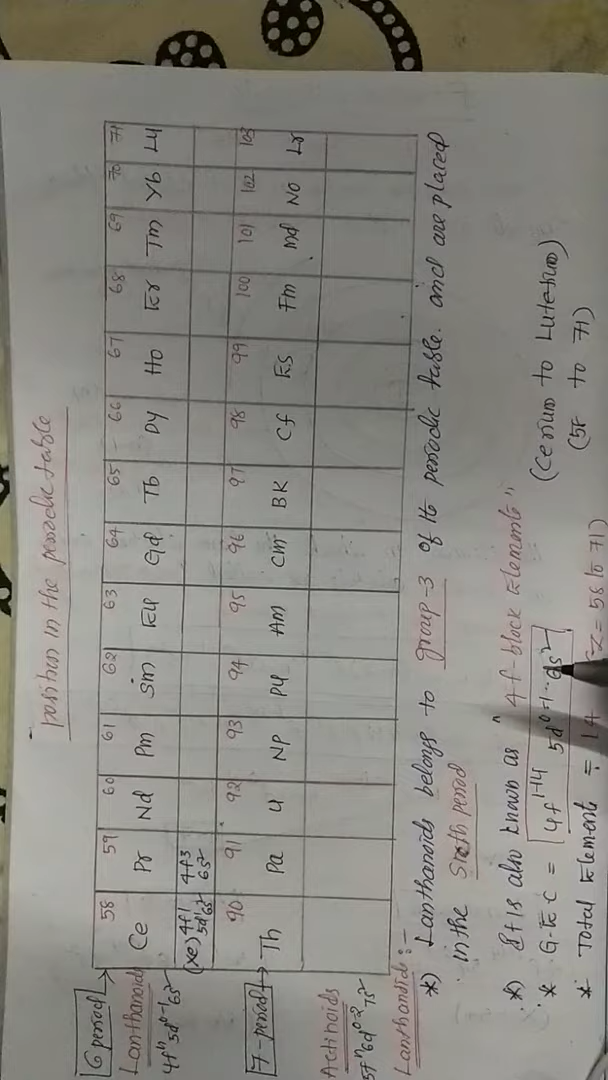 position in the periodic table
6 period → 58 59 60 61 62 63 64 65 66 67 68 69 70 71
Lanthanoids Ce Pr Nd Pm Sm Eu Gd Tb Dy Ho Er Tm Yb Lu
4fⁿ 5d⁰⁻¹ 6s² (Xe) 4f¹ 5d¹ 6s² 4f³ 6s²
7-period → 90 91 92 93 94 95 96 97 98 99 100 101 102 103
Th Pa U NP PU AM CM BK Cf ES Fm Md NO Lr
Actinoids
5fⁿ 6d⁰⁻² 7s²
Lanthanoids :-
*) Lanthanoids belongs to group-3 of the periodic table. and are placed
in the Sixth period
*) It is also known as "4f-block Elements"
* G.E.C = 4f¹⁻¹⁴ 5d⁰⁺¹ 6s² (Cerium to Lutetium)
* Total Element = 14 Z = 58 to 71) (58 to 71)